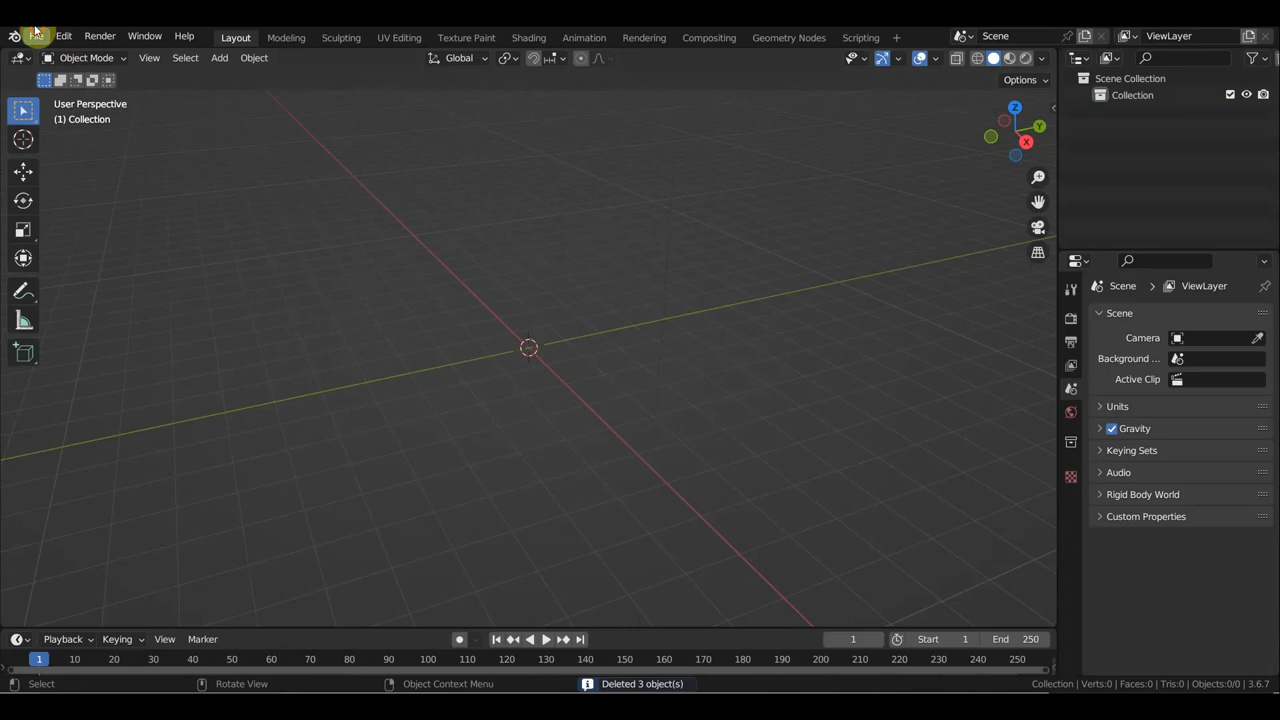 File Edit Render Window Help Layout Modeling Sculpting UV Editing Texture Paint Shading Animation Rendering Compositing Geometry Nodes Scripting + Scene ViewLayer
Object Mode View Select Add Object Global
Options
User Perspective
(1) Collection
Z
Y
X
Scene Collection
Collection
Scene > ViewLayer
Scene
Camera
Background ...
Active Clip
Units
Gravity
Keying Sets
Audio
Rigid Body World
Custom Properties
Playback Keying View Marker 1 Start 1 End 250
1 10 20 30 40 50 60 70 80 90 100 110 120 130 140 150 160 170 180 190 200 210 220 230 240 250
Select Rotate View Object Context Menu Deleted 3 object(s) Collection | Verts:0 | Faces:0 | Tris:0 | Objects:0/0 | 3.6.7